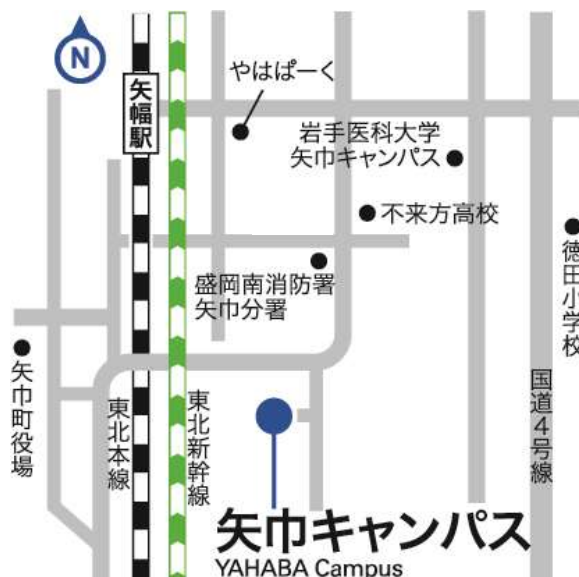 N
矢幅駅
やはぱーく
岩手医科大学
矢巾キャンパス
不来方高校
盛岡南消防署
矢巾分署
徳田小学校
矢巾町役場
東北本線
東北新幹線
国道4号線
矢巾キャンパス
YAHABA Campus